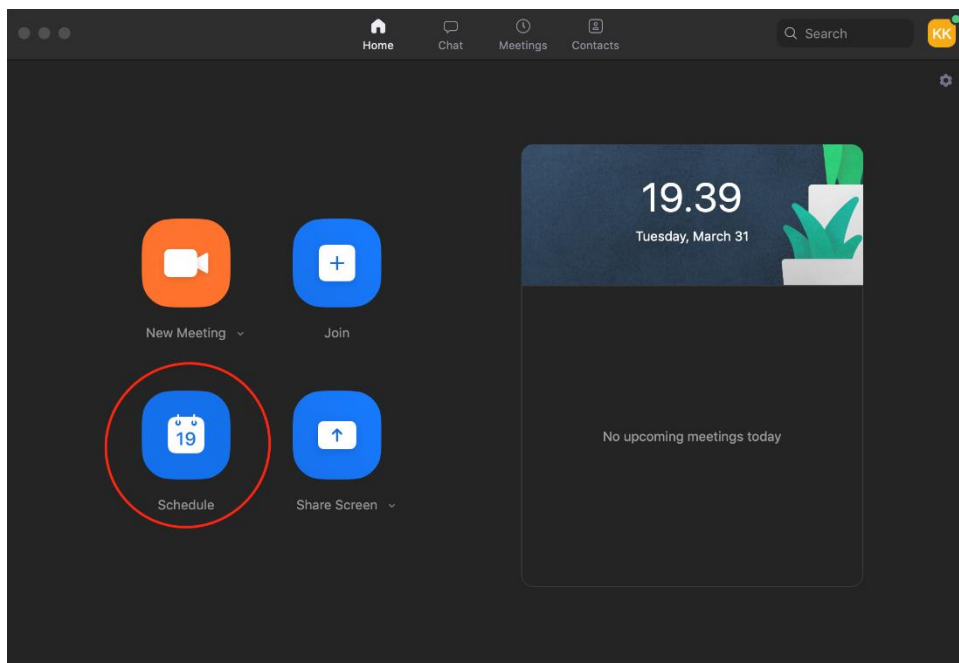 Home
Chat
Meetings
Contacts
Search
KK
19.39
Tuesday, March 31
New Meeting
Join
19
Schedule
Share Screen
No upcoming meetings today